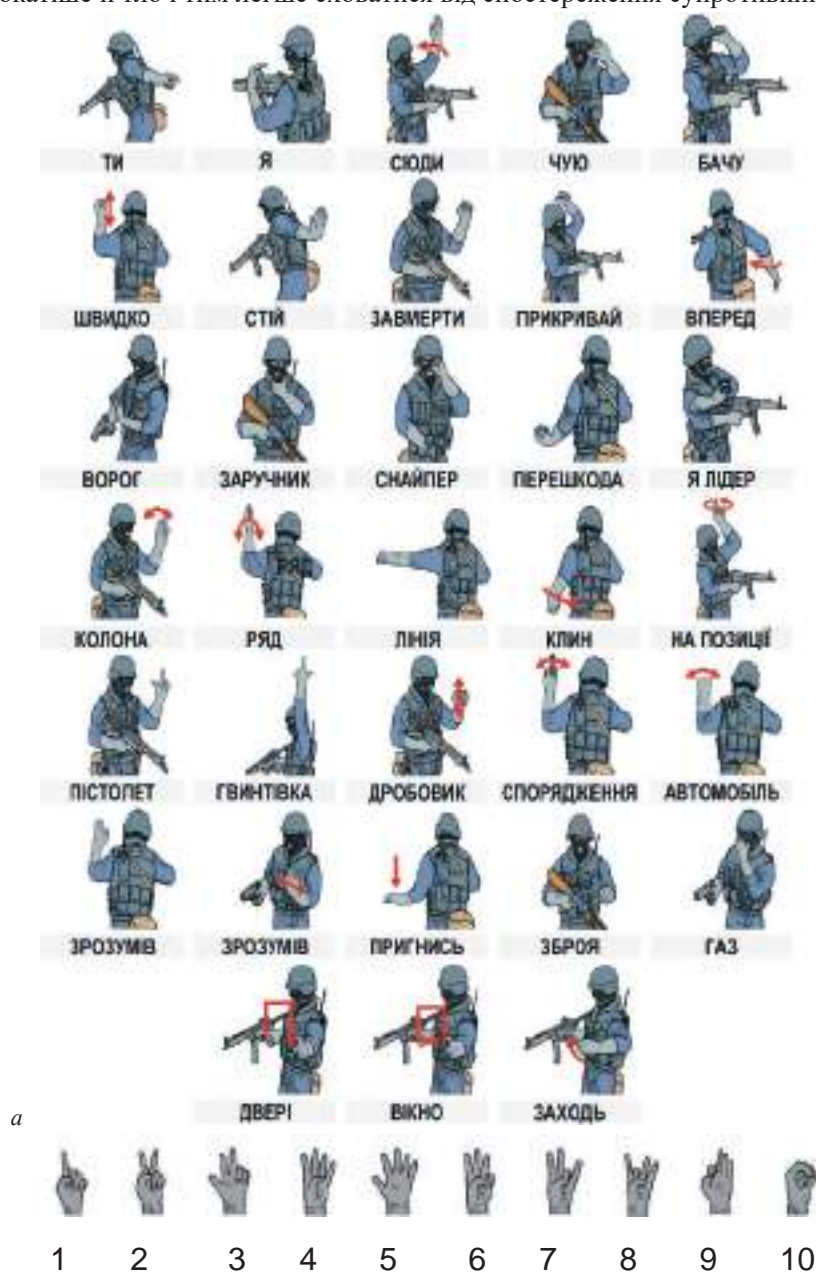 ТИ Я СЮДИ ЧУЮ БАЧУ
ШВИДКО СТІЙ ЗАВМЕРТИ ПРИКРИВАЙ ВПЕРЕД
ВОРОГ ЗАРУЧНИК СНАЙПЕР ПЕРЕШКОДА Я ЛІДЕР
КОЛОНА РЯД ЛІНІЯ КЛИН НА ПОЗИЦІЇ
ПІСТОЛЕТ ГВИНТІВКА ДРОБОВИК СПОРЯДЖЕННЯ АВТОМОБІЛЬ
ЗРОЗУМІВ ЗРОЗУМІВ ПРИГНИСЬ ЗБРОЯ ГАЗ
ДВЕРІ ВІКНО ЗАХОДЬ
а
1 2 3 4 5 6 7 8 9 10